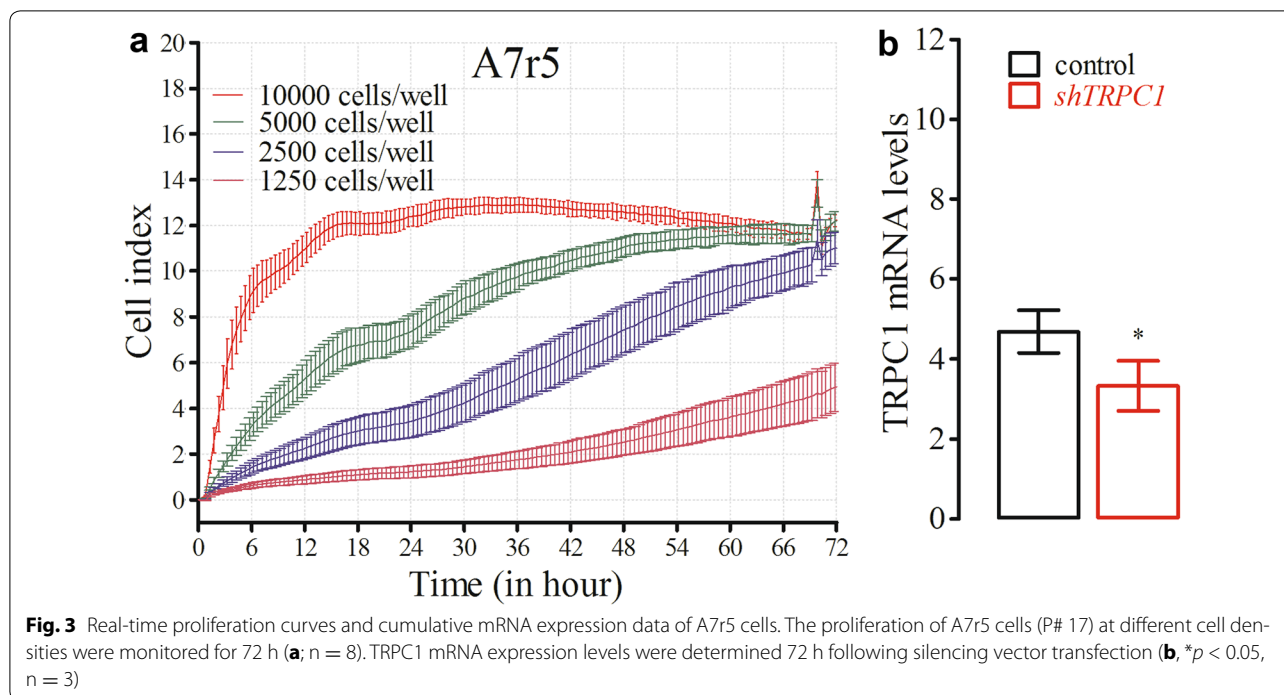 a
A7r5
20
18
16
14
12
10
8
6
4
2
0
Cell index
10000 cells/well
5000 cells/well
2500 cells/well
1250 cells/well
0 6 12 18 24 30 36 42 48 54 60 66 72
Time (in hour)
b
12
10
8
6
4
2
0
TRPC1 mRNA levels
control
shTRPC1
*
Fig. 3 Real-time proliferation curves and cumulative mRNA expression data of A7r5 cells. The proliferation of A7r5 cells (P# 17) at different cell den-
sities were monitored for 72 h (a; n = 8). TRPC1 mRNA expression levels were determined 72 h following silencing vector transfection (b, *p < 0.05,
n = 3)